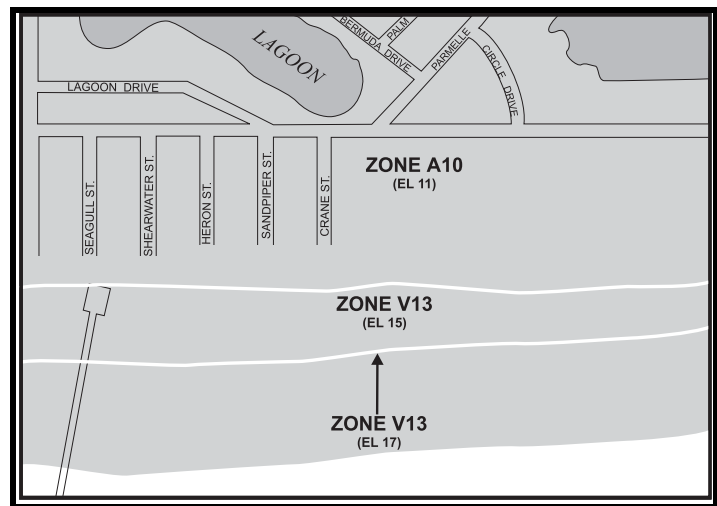 LAGOON
BERMUDA DRIVE
PALM
PARMELLE
CIRCLE DRIVE
LAGOON DRIVE
ZONE A10
(EL 11)
SEAGULL ST.
SHEARWATER ST.
HERON ST.
SANDPIPER ST.
CRANE ST.
ZONE V13
(EL 15)
ZONE V13
(EL 17)